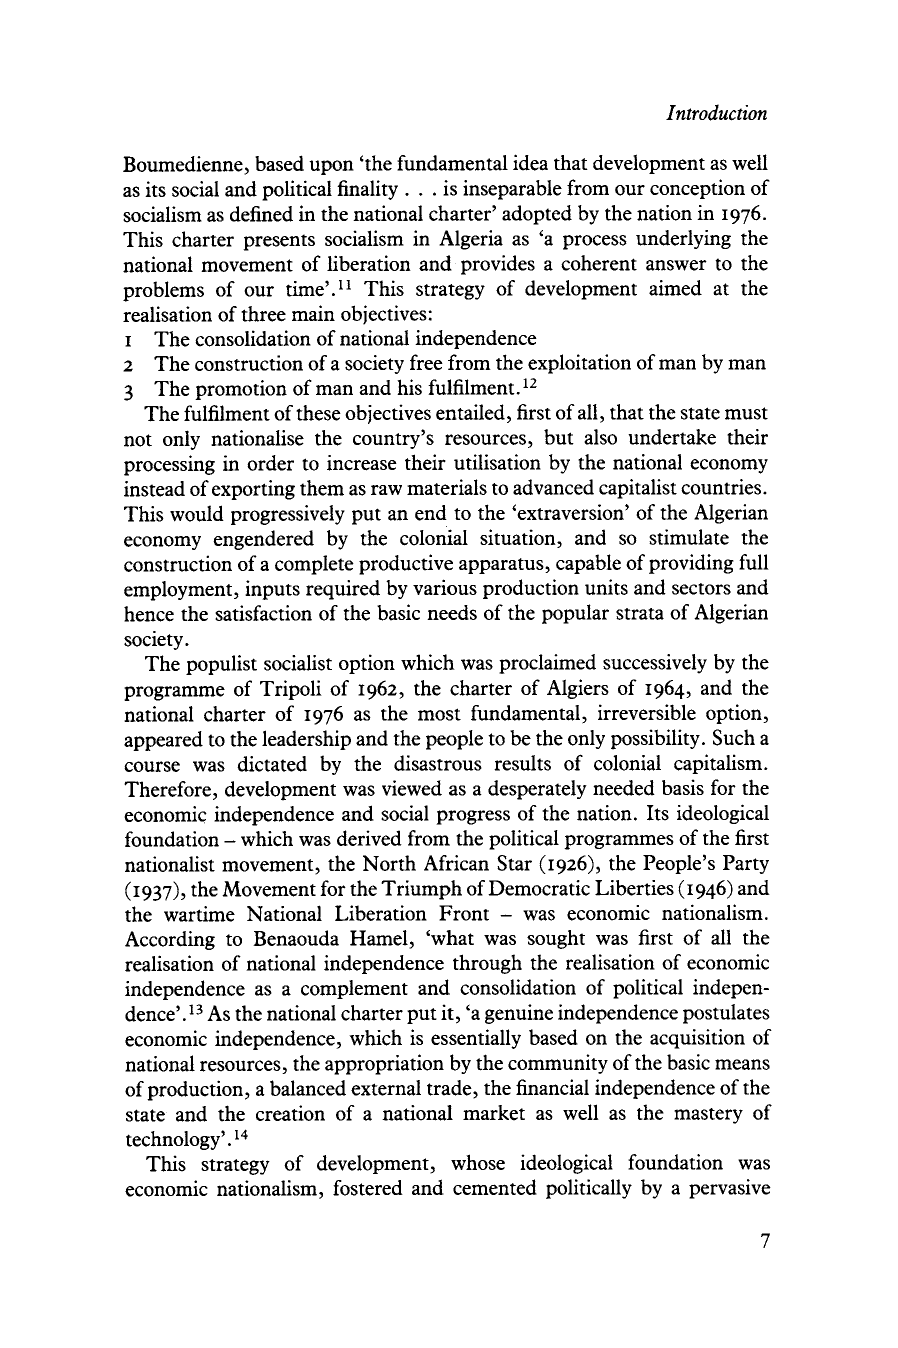 Introduction
Boumedienne, based upon ‘the fundamental idea that development as well
as its social and political finality . . . is inseparable from our conception of
socialism as defined in the national charter’ adopted by the nation in 1976.
This charter presents socialism in Algeria as ‘a process underlying the
national movement of liberation and provides a coherent answer to the
problems of our time’.¹¹ This strategy of development aimed at the
realisation of three main objectives:
1 The consolidation of national independence
2 The construction of a society free from the exploitation of man by man
3 The promotion of man and his fulfilment.¹²
The fulfilment of these objectives entailed, first of all, that the state must
not only nationalise the country’s resources, but also undertake their
processing in order to increase their utilisation by the national economy
instead of exporting them as raw materials to advanced capitalist countries.
This would progressively put an end to the ‘extraversion’ of the Algerian
economy engendered by the colonial situation, and so stimulate the
construction of a complete productive apparatus, capable of providing full
employment, inputs required by various production units and sectors and
hence the satisfaction of the basic needs of the popular strata of Algerian
society.
The populist socialist option which was proclaimed successively by the
programme of Tripoli of 1962, the charter of Algiers of 1964, and the
national charter of 1976 as the most fundamental, irreversible option,
appeared to the leadership and the people to be the only possibility. Such a
course was dictated by the disastrous results of colonial capitalism.
Therefore, development was viewed as a desperately needed basis for the
economic independence and social progress of the nation. Its ideological
foundation – which was derived from the political programmes of the first
nationalist movement, the North African Star (1926), the People’s Party
(1937), the Movement for the Triumph of Democratic Liberties (1946) and
the wartime National Liberation Front – was economic nationalism.
According to Benaouda Hamel, ‘what was sought was first of all the
realisation of national independence through the realisation of economic
independence as a complement and consolidation of political indepen-
dence’.¹³ As the national charter put it, ‘a genuine independence postulates
economic independence, which is essentially based on the acquisition of
national resources, the appropriation by the community of the basic means
of production, a balanced external trade, the financial independence of the
state and the creation of a national market as well as the mastery of
technology’.¹⁴
This strategy of development, whose ideological foundation was
economic nationalism, fostered and cemented politically by a pervasive
7